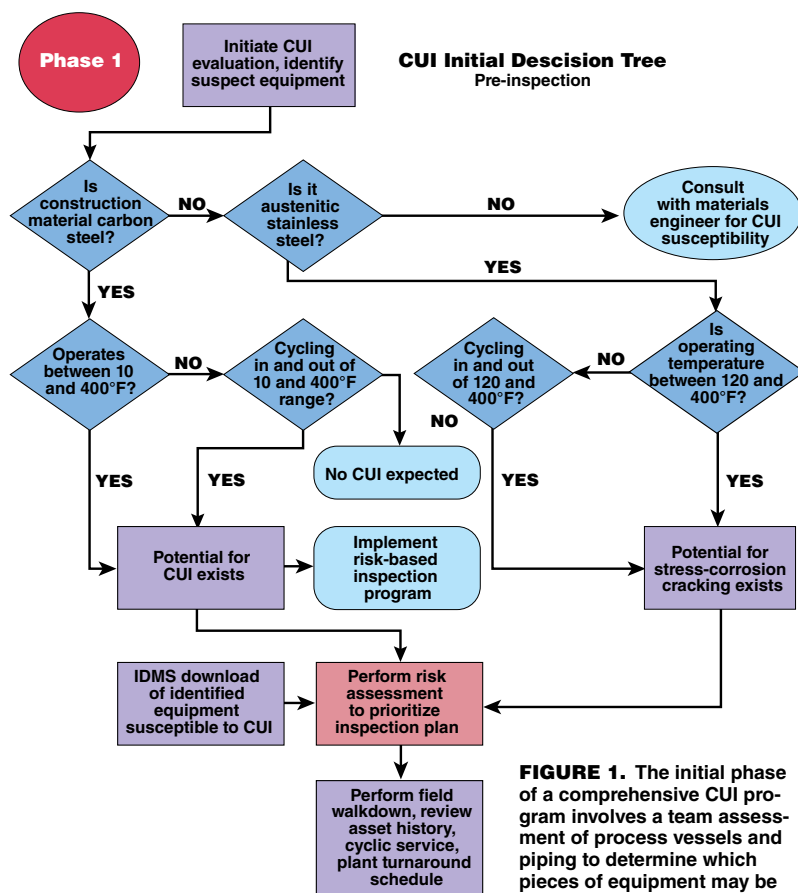 Phase 1
Initiate CUI
evaluation, identify
suspect equipment
CUI Initial Descision Tree
Pre-inspection
Is
construction
material carbon
steel?
NO
Is it
austenitic
stainless
steel?
NO
Consult
with materials
engineer for CUI
susceptibility
YES
YES
Operates
between 10
and 400°F?
NO
Cycling
in and out of
10 and 400°F
range?
Cycling
in and out
of 120 and
400°F?
NO
Is
operating
temperature
between 120 and
400°F?
NO
YES
YES
No CUI expected
YES
YES
Potential for
CUI exists
Implement
risk-based
inspection
program
Potential for
stress-corrosion
cracking exists
IDMS download
of identified
equipment
susceptible to CUI
Perform risk
assessment
to prioritize
inspection plan
Perform field
walkdown, review
asset history,
cyclic service,
plant turnaround
schedule
FIGURE 1. The initial phase
of a comprehensive CUI pro-
gram involves a team assess-
ment of process vessels and
piping to determine which
pieces of equipment may be